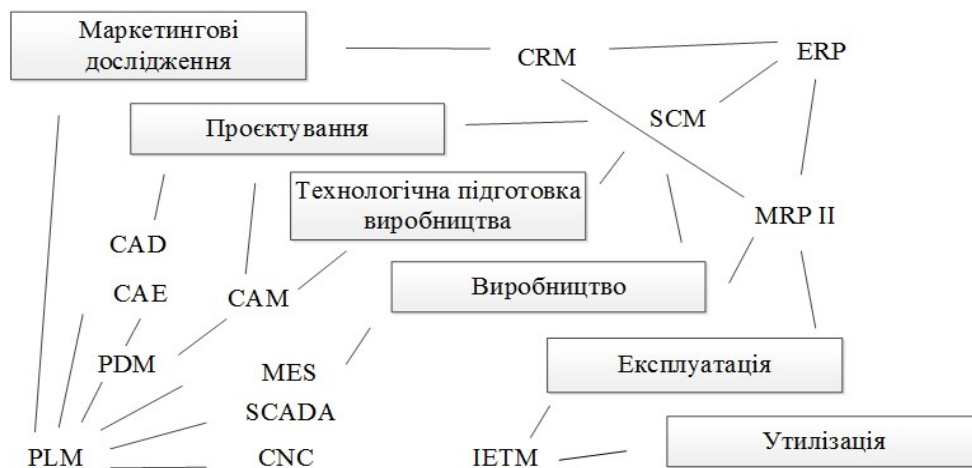 Маркетингові
дослідження
CRM
ERP
Проєктування
SCM
Технологічна підготовка
виробництва
MRP II
CAD
CAE
CAM
Виробництво
PDM
MES
Експлуатація
SCADA
PLM
CNC
IETM
Утилізація